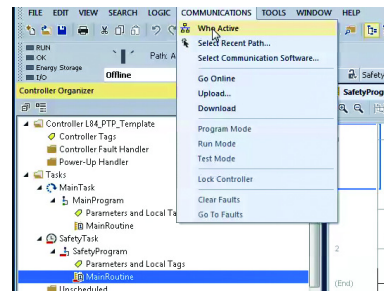 FILE EDIT VIEW SEARCH LOGIC COMMUNICATIONS TOOLS WINDOW HELP
Who Active
Select Recent Path...
Select Communication Software...
Go Online
Upload...
Download
Program Mode
Run Mode
Test Mode
Lock Controller
Clear Faults
Go To Faults
RUN
OK
Energy Storage
I/O
Path: A
Offline
Safety
Controller Organizer
SafetyProg
Controller L84_PTP_Template
Controller Tags
Controller Fault Handler
Power-Up Handler
Tasks
MainTask
MainProgram
Parameters and Local Ta
MainRoutine
SafetyTask
SafetyProgram
Parameters and Local Tags
MainRoutine
Unscheduled
2
(End)